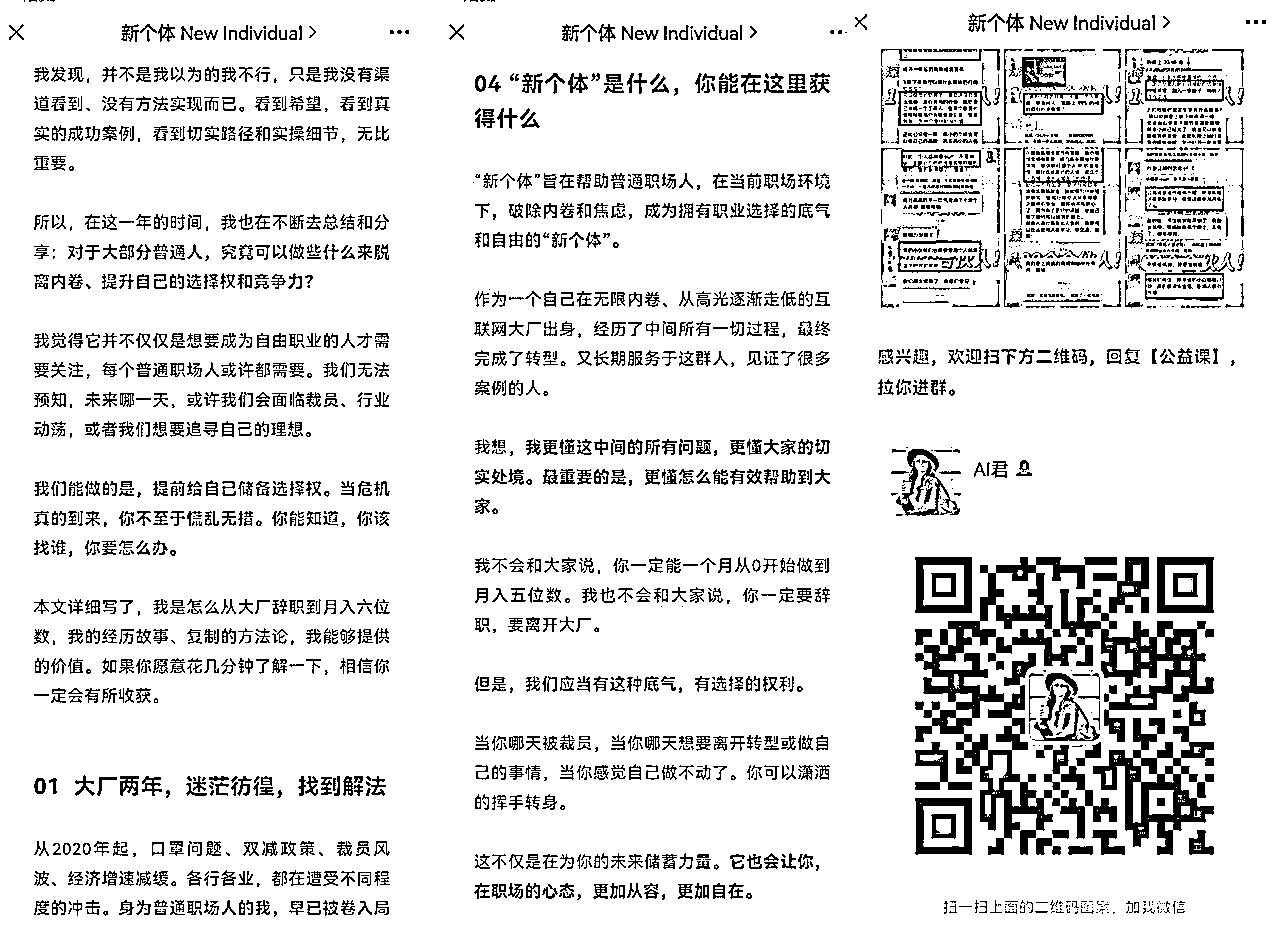 新个体 New Individual >
我发现，并不是我以为的我不行，只是我没有渠
道看到、没有方法实现而已。看到希望，看到真
实的成功案例，看到切实路径和实操细节，无比
重要。
所以，在这一年的时间，我也在不断去总结和分
享：对于大部分普通人，究竟可以做些什么来脱
离内卷、提升自己的选择权和竞争力？
我觉得它并不仅仅是想要成为自由职业的人才需
要关注，每个普通职场人或许都需要。我们无法
预知，未来哪一天，或许我们会面临裁员、行业
动荡，或者我们想要追寻自己的理想。
我们能做的是，提前给自己储备选择权。当危机
真的到来，你不至于慌乱无措。你能知道，你该
找谁，你要怎么办。
本文详细写了，我是怎么从大厂辞职到月入六位
数，我的经历故事、复制的方法论，我能够提供
的价值。如果你愿意花几分钟了解一下，相信你
一定会有所收获。
01 大厂两年，迷茫彷徨，找到解法
从2020年起，口罩问题、双减政策、裁员风
波、经济增速减缓。各行各业，都在遭受不同程
度的冲击。身为普通职场人的我，早已被卷入局
新个体 New Individual >
04 “新个体”是什么，你能在这里获
得什么
“新个体”旨在帮助普通职场人，在当前职场环境
下，破除内卷和焦虑，成为拥有职业选择的底气
和自由的“新个体”。
作为一个自己在无限内卷、从高光逐渐走低的互
联网大厂出身，经历了中间所有一切过程，最终
完成了转型。又长期服务于这群人，见证了很多
案例的人。
我想，我更懂这中间的所有问题，更懂大家的切
实处境。最重要的是，更懂怎么能有效帮助到大
家。
我不会和大家说，你一定能一个月从0开始做到
月入五位数。我也不会和大家说，你一定要辞
职，要离开大厂。
但是，我们应当有这种底气，有选择的权利。
当你哪天被裁员，当你哪天想要离开转型或做自
己的事情，当你感觉自己做不动了。你可以潇洒
的挥手转身。
这不仅是在为你的未来储蓄力量。它也会让你，
在职场的心态，更加从容，更加自在。
新个体 New Individual >
感兴趣，欢迎扫下方二维码，回复【公益课】，
拉你进群。
AI君
扫一扫上面的二维码图案，加我微信